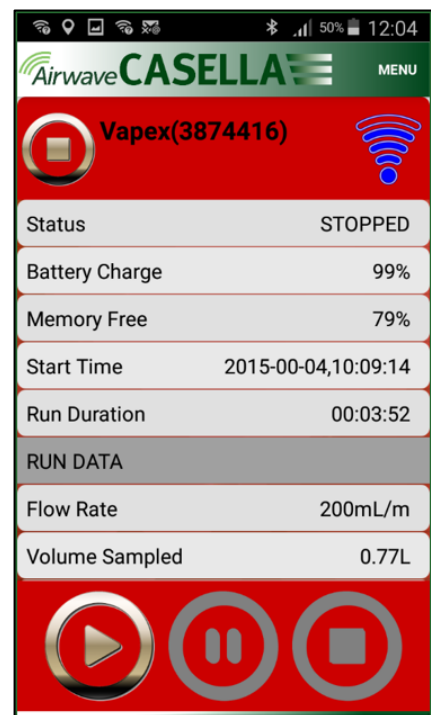 50% 12:04
Airwave CASELLA MENU
Vapex(3874416)
Status STOPPED
Battery Charge 99%
Memory Free 79%
Start Time 2015-00-04,10:09:14
Run Duration 00:03:52
RUN DATA
Flow Rate 200mL/m
Volume Sampled 0.77L